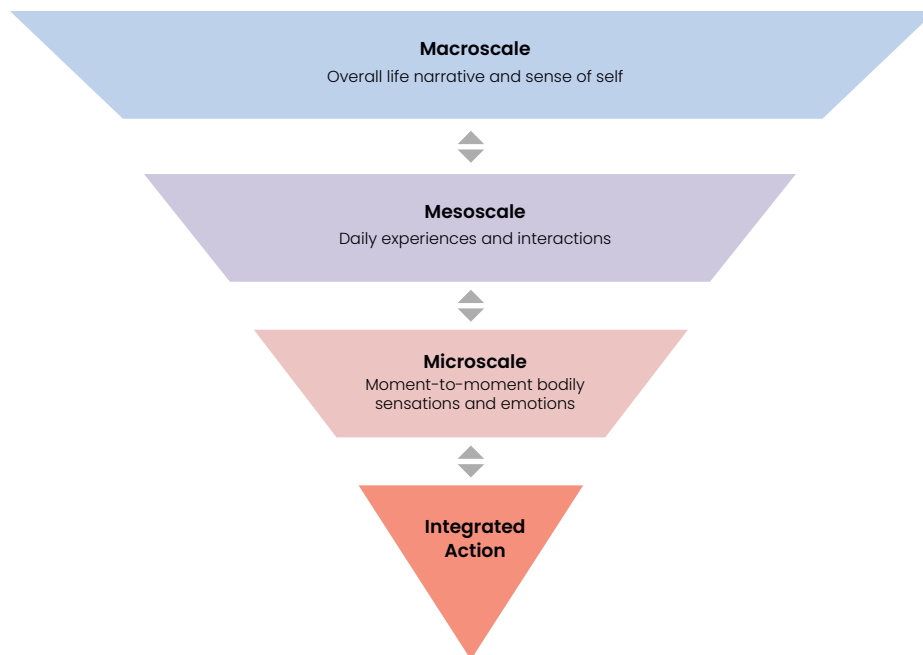 Macroscale
Overall life narrative and sense of self
Mesoscale
Daily experiences and interactions
Microscale
Moment-to-moment bodily
sensations and emotions
Integrated
Action